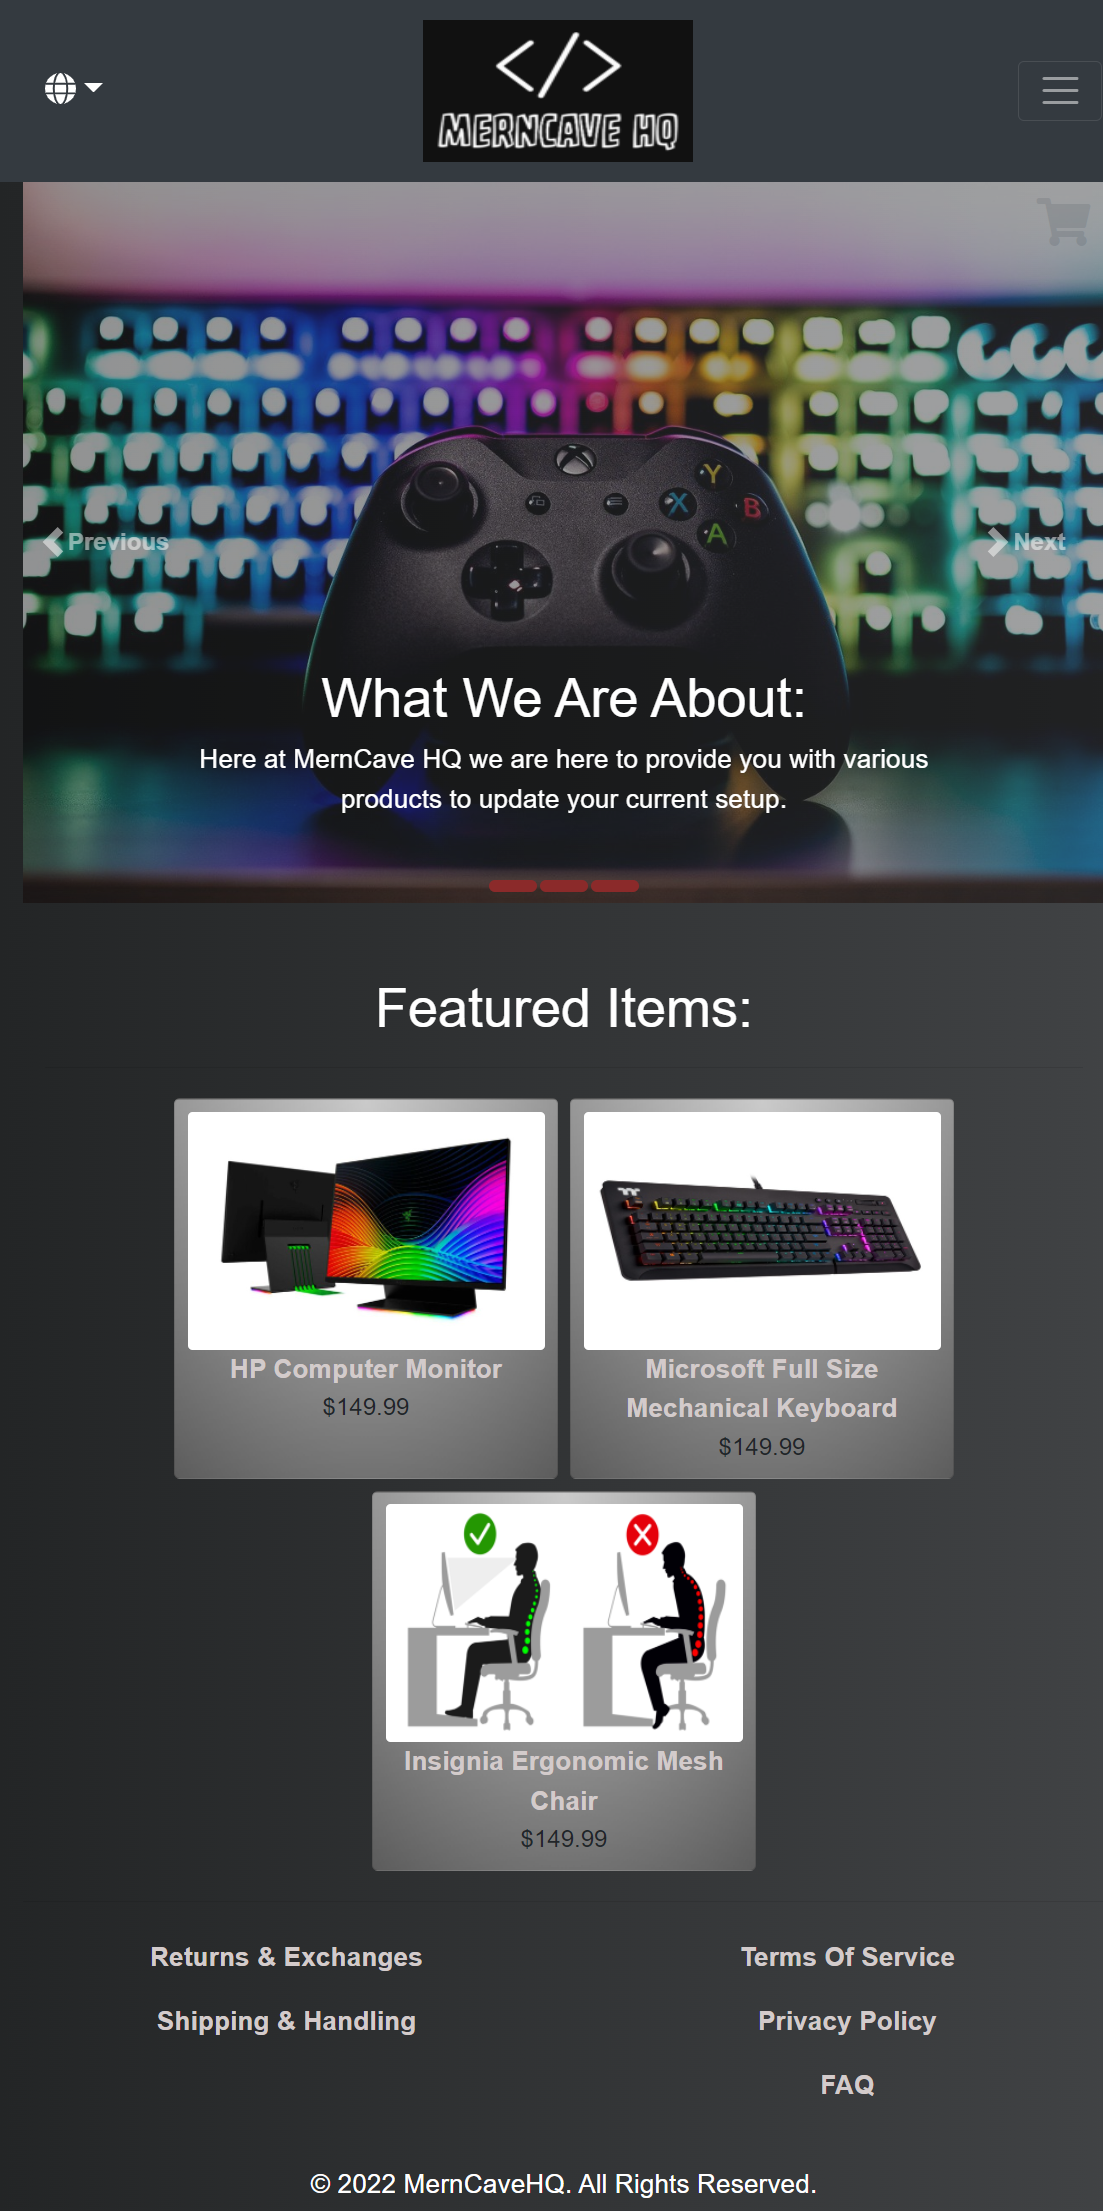 </>
MERNCAVE HQ
Y
X
B
A
Previous
Next
What We Are About:
Here at MernCave HQ we are here to provide you with various
products to update your current setup.
Featured Items:
HP Computer Monitor
$149.99
Microsoft Full Size
Mechanical Keyboard
$149.99
Insignia Ergonomic Mesh
Chair
$149.99
Returns & Exchanges
Shipping & Handling
Terms Of Service
Privacy Policy
FAQ
© 2022 MernCaveHQ. All Rights Reserved.